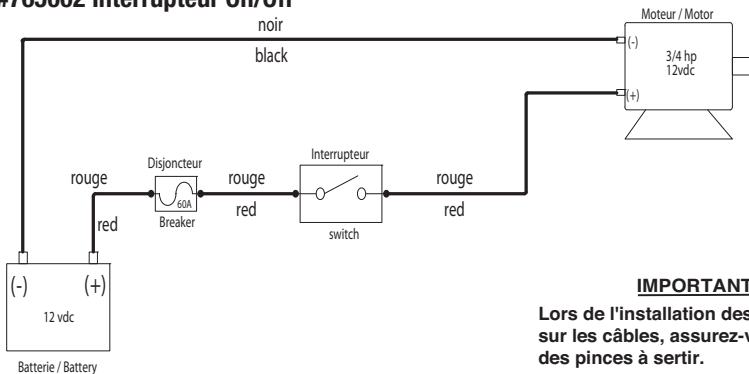 #765002 Interrupteur On/Off
noir
black
Moteur / Motor
(-)
3/4 hp
12vdc
(+)
Disjoncteur
Interrupteur
rouge
rouge
rouge
60A
red
red
red
Breaker
switch
(-)
(+)
12 vdc
Batterie / Battery
IMPORTANT
Lors de l'installation des
sur les câbles, assurez-v
des pinces à sertir.